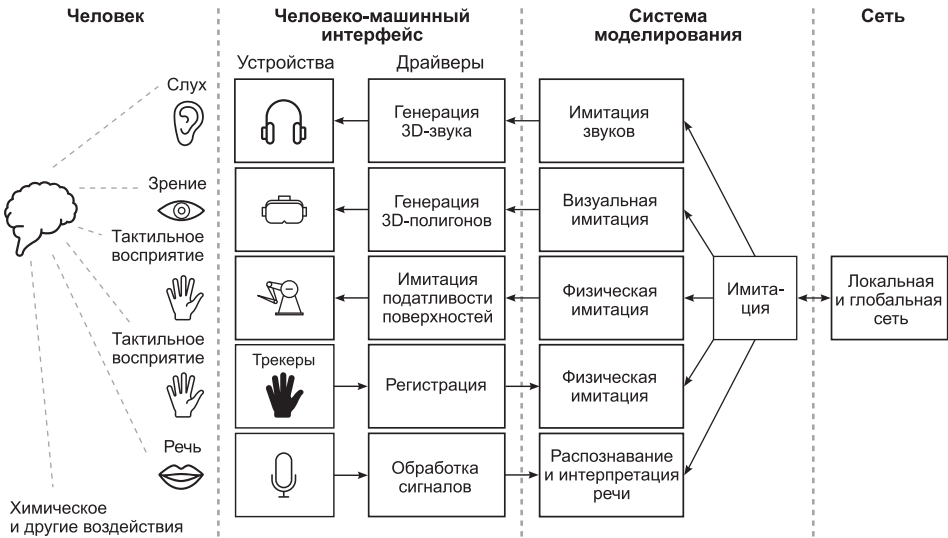 Человек
Человеко-машинный
интерфейс
Система
моделирования
Сеть
Устройства
Драйверы
Слух
Генерация
3D-звука
Имитация
звуков
Зрение
Генерация
3D-полигонов
Визуальная
имитация
Тактильное
восприятие
Имитация
податливости
поверхностей
Физическая
имитация
Имита-
ция
Локальная
и глобальная
сеть
Тактильное
восприятие
Трекеры
Регистрация
Физическая
имитация
Речь
Обработка
сигналов
Распознавание
и интерпретация
речи
Химическое
и другие воздействия